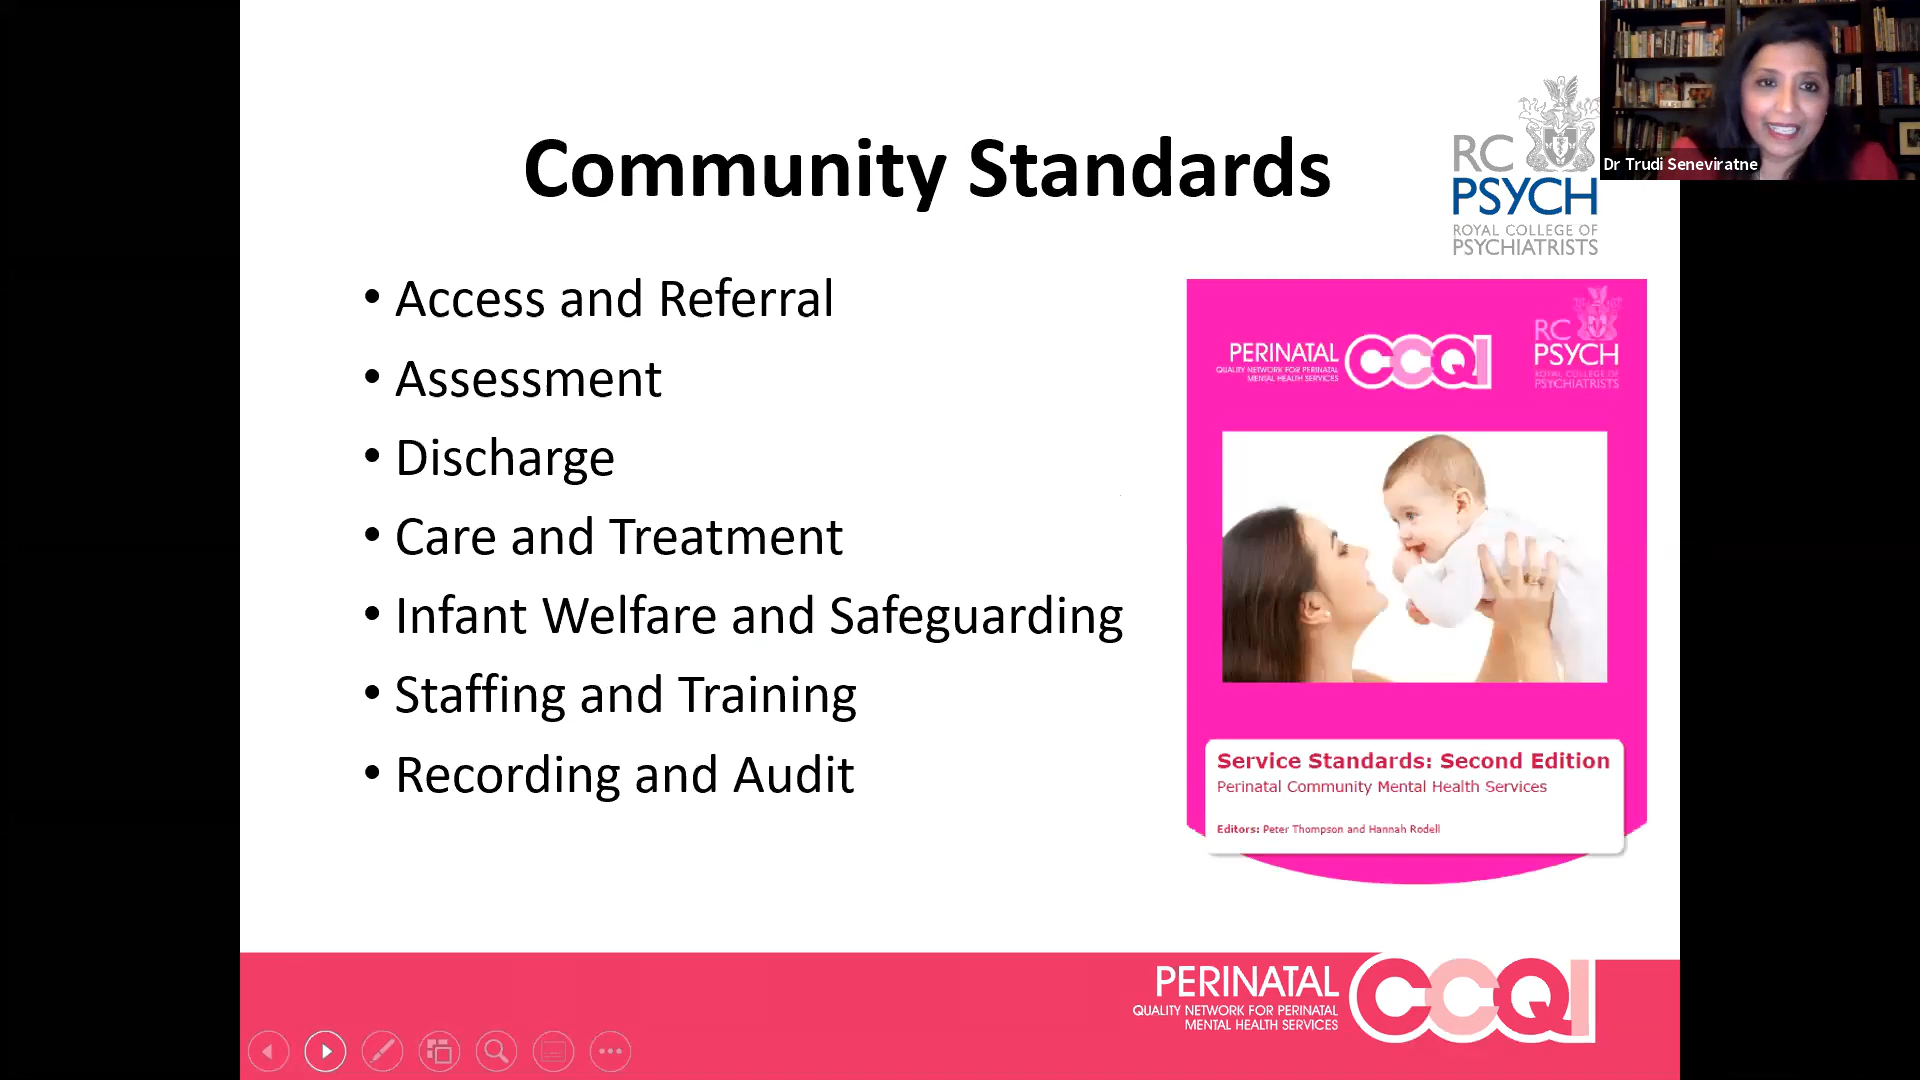 Community Standards
RC
PSYCH
ROYAL COLLEGE OF
PSYCHIATRISTS
Dr Trudi Seneviratne
• Access and Referral
• Assessment
• Discharge
• Care and Treatment
• Infant Welfare and Safeguarding
• Staffing and Training
• Recording and Audit
PERINATAL
QUALITY NETWORK FOR PERINATAL
MENTAL HEALTH SERVICES
CCQI
RC
PSYCH
ROYAL COLLEGE OF
PSYCHIATRISTS
Service Standards: Second Edition
Perinatal Community Mental Health Services
Editors: Peter Thompson and Hannah Rodell
PERINATAL
QUALITY NETWORK FOR PERINATAL
MENTAL HEALTH SERVICES
CCQI